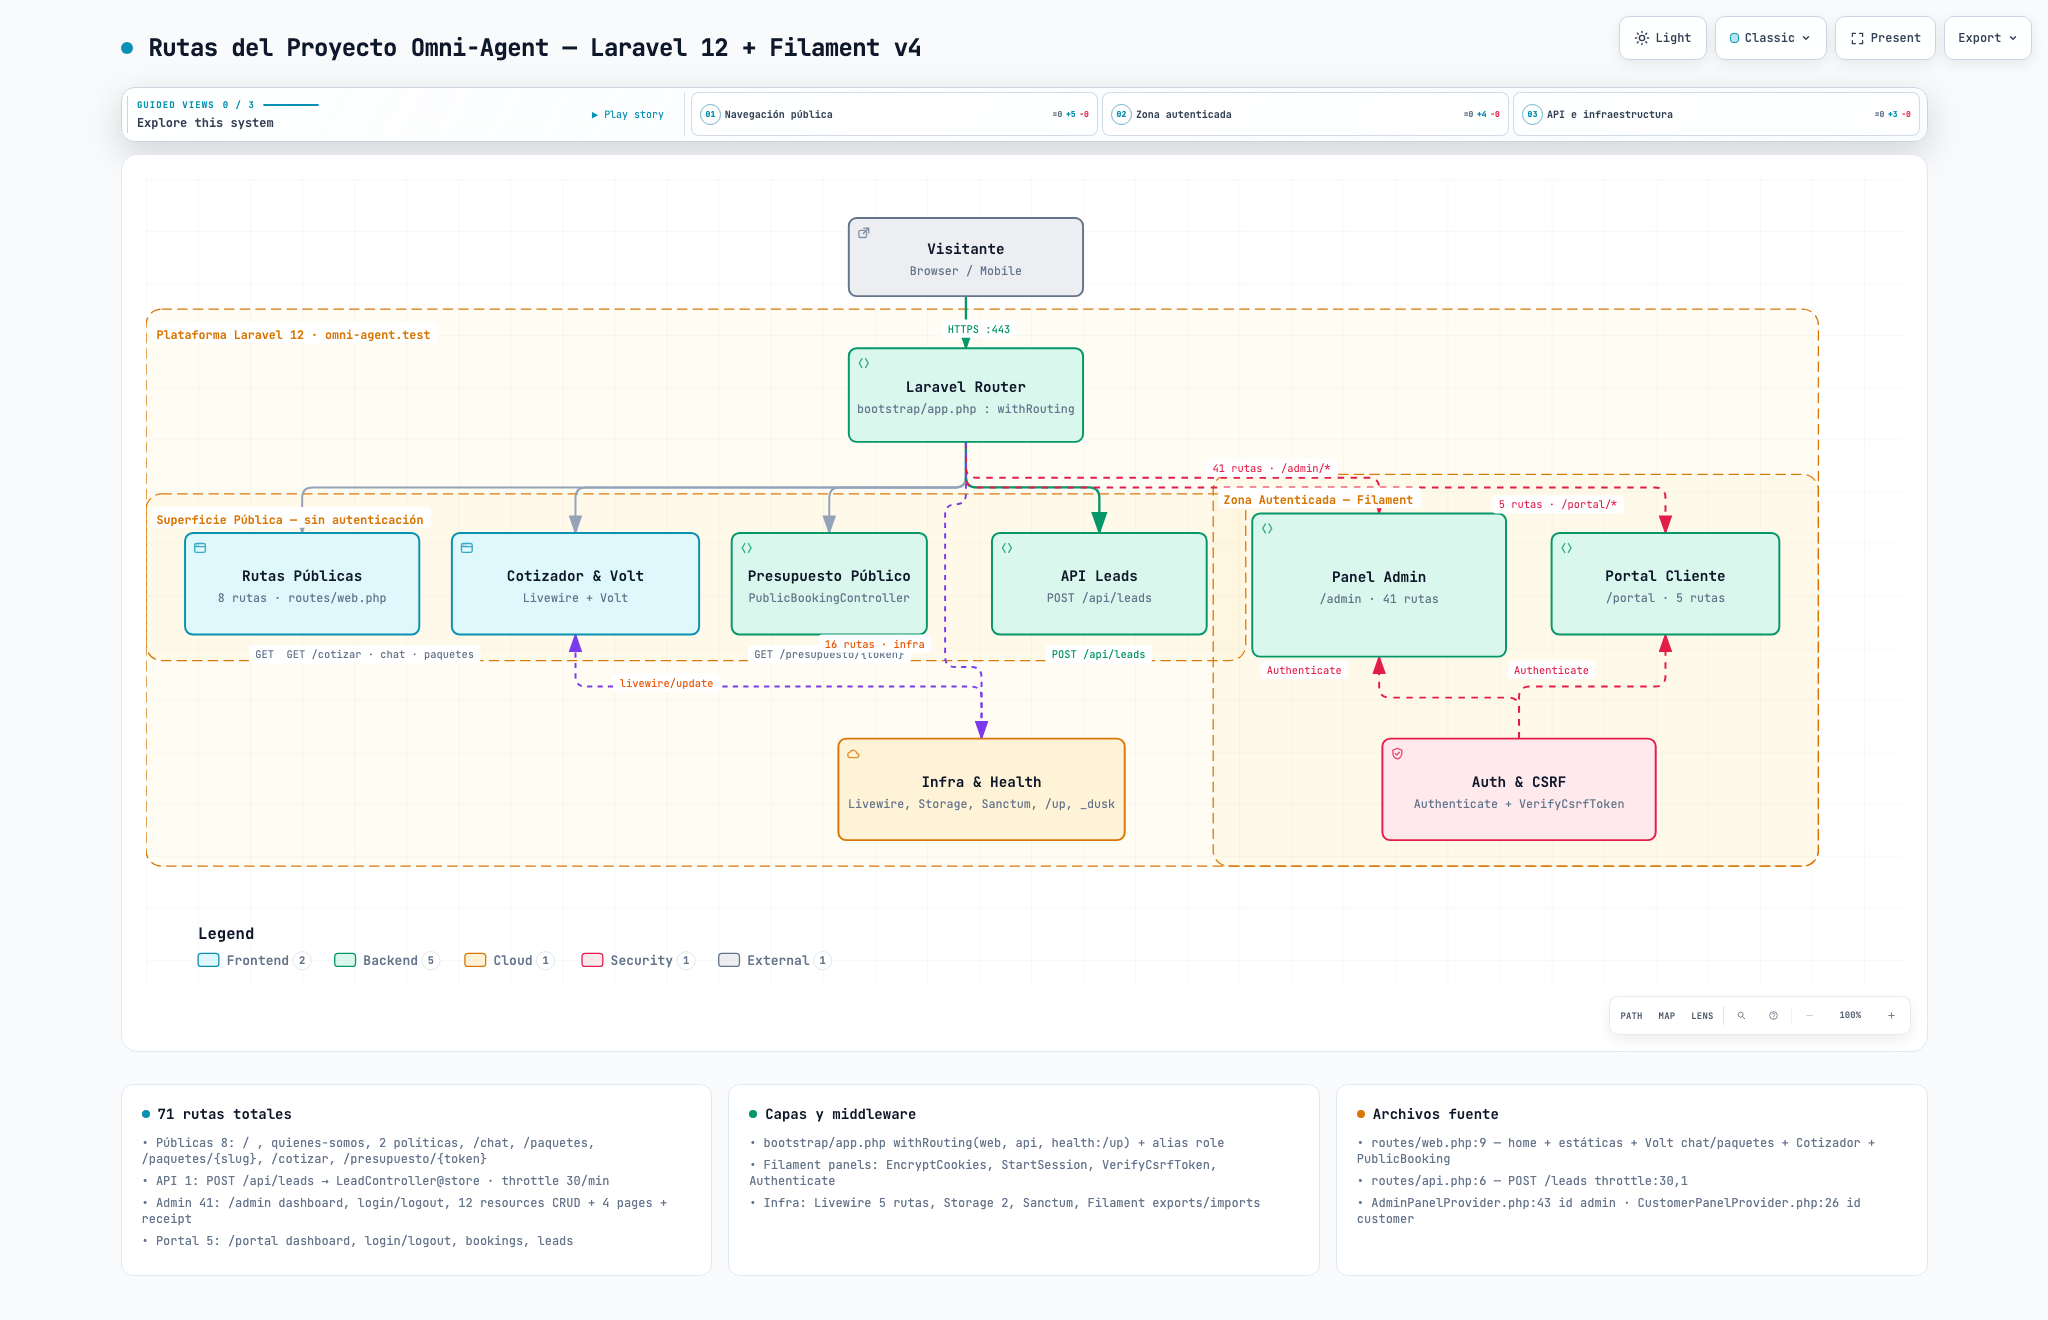 Rutas del Proyecto Omni-Agent — Laravel 12 + Filament v4
Light
Classic
Present
Export
GUIDED VIEWS 0 / 3
Explore this system
▶ Play story
01 Navegación pública
=0 +5 -0
02 Zona autenticada
=0 +4 -0
03 API e infraestructura
=0 +3 -0
Visitante
Browser / Mobile
Plataforma Laravel 12 · omni-agent.test
HTTPS :443
Laravel Router
bootstrap/app.php : withRouting
41 rutas · /admin/*
Superficie Pública — sin autenticación
Zona Autenticada — Filament
5 rutas · /portal/*
Rutas Públicas
8 rutas · routes/web.php
Cotizador & Volt
Livewire + Volt
Presupuesto Público
PublicBookingController
API Leads
POST /api/leads
Panel Admin
/admin · 41 rutas
Portal Cliente
/portal · 5 rutas
16 rutas · infra
GET
GET /cotizar · chat · paquetes
GET /presupuesto/{token}
POST /api/leads
Authenticate
Authenticate
livewire/update
Infra & Health
Livewire, Storage, Sanctum, /up, _dusk
Auth & CSRF
Authenticate + VerifyCsrfToken
Legend
Frontend 2
Backend 5
Cloud 1
Security 1
External 1
PATH
MAP
LENS
100%
71 rutas totales
• Públicas 8: / , quienes-somos, 2 políticas, /chat, /paquetes,
/paquetes/{slug}, /cotizar, /presupuesto/{token}
• API 1: POST /api/leads → LeadController@store · throttle 30/min
• Admin 41: /admin dashboard, login/logout, 12 resources CRUD + 4 pages +
receipt
• Portal 5: /portal dashboard, login/logout, bookings, leads
Capas y middleware
• bootstrap/app.php withRouting(web, api, health:/up) + alias role
• Filament panels: EncryptCookies, StartSession, VerifyCsrfToken,
Authenticate
• Infra: Livewire 5 rutas, Storage 2, Sanctum, Filament exports/imports
Archivos fuente
• routes/web.php:9 — home + estáticas + Volt chat/paquetes + Cotizador +
PublicBooking
• routes/api.php:6 — POST /leads throttle:30,1
• AdminPanelProvider.php:43 id admin · CustomerPanelProvider.php:26 id
customer